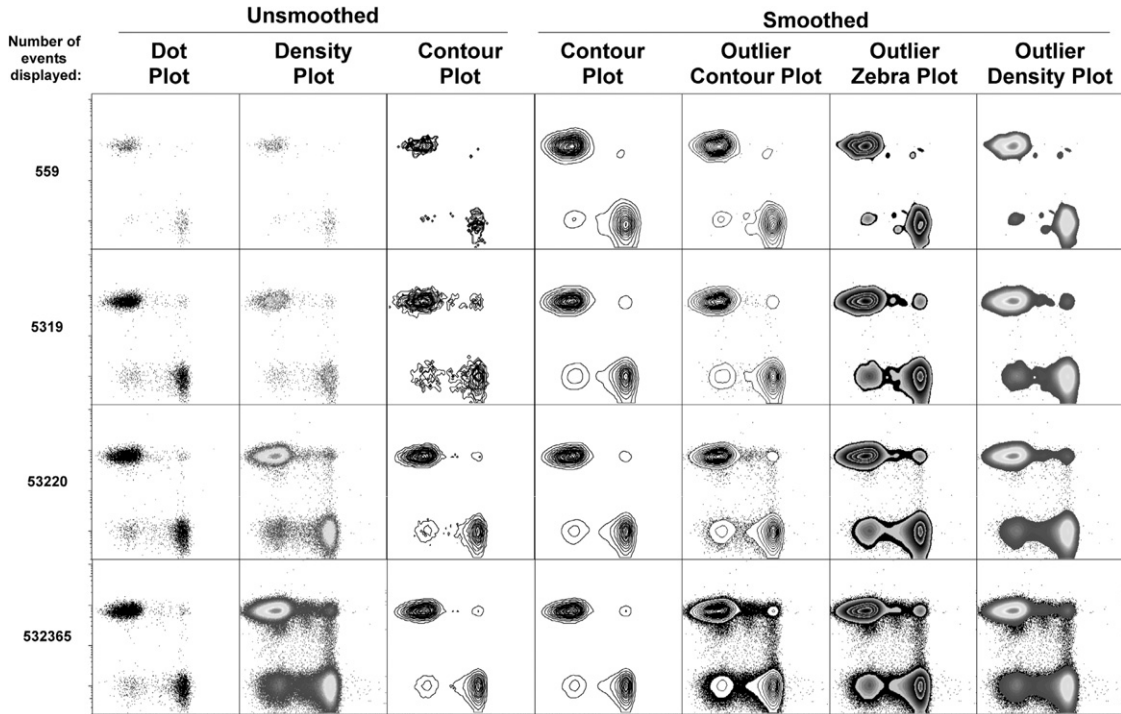 Unsmoothed
Smoothed
Number of
events
displayed:
Dot
Plot
Density
Plot
Contour
Plot
Contour
Plot
Outlier
Contour Plot
Outlier
Zebra Plot
Outlier
Density Plot
559
5319
53220
532365